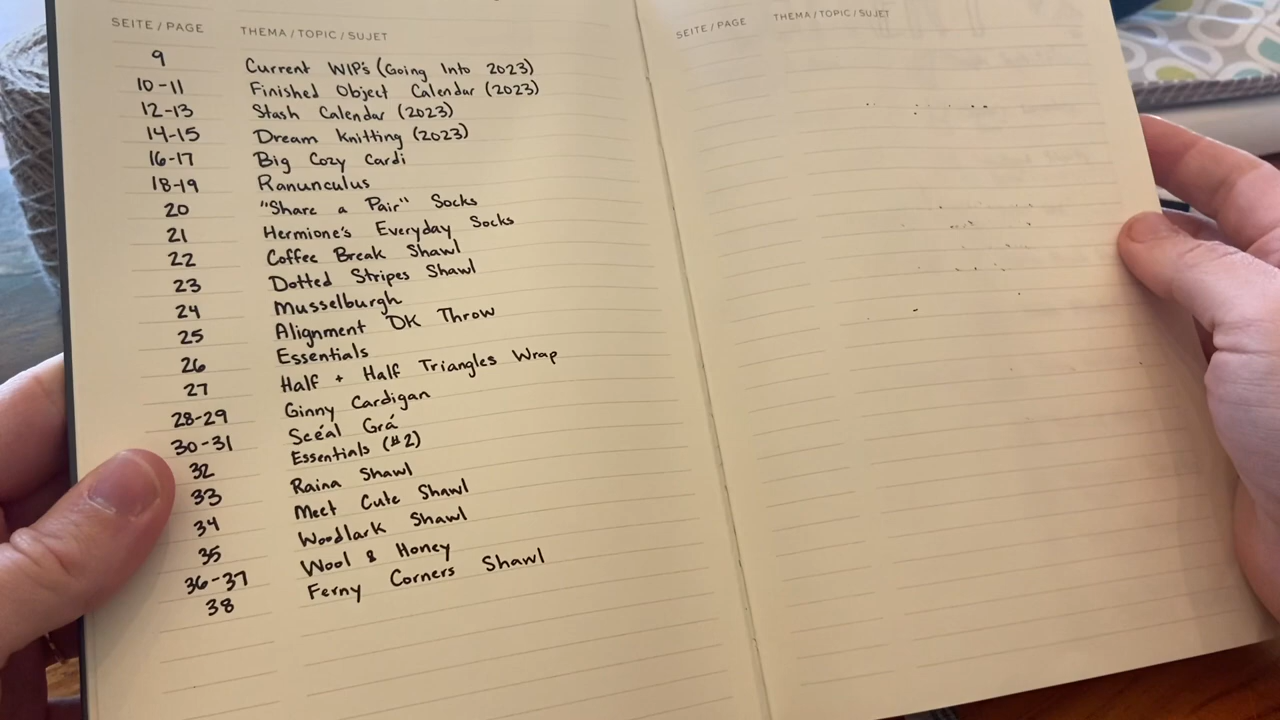 SEITE / PAGE THEMA / TOPIC / SUJET
9 Current WIP's (Going Into 2023)
10-11 Finished Object Calendar (2023)
12-13 Stash Calendar (2023)
14-15 Dream Knitting (2023)
16-17 Big Cozy Cardi
18-19 Ranunculus
20 "Share a Pair" Socks
21 Hermione's Everyday Socks
22 Coffee Break Shawl
23 Dotted Stripes Shawl
24 Musselburgh
25 Alignment DK Throw
26 Essentials
27 Half + Half Triangles Wrap
28-29 Ginny Cardigan
30-31 Scéal Grá
32 Essentials (#2)
33 Raina Shawl
34 Meet Cute Shawl
35 Woodlark Shawl
36-37 Wool & Honey
38 Ferny Corners Shawl
SEITE / PAGE THEMA / TOPIC / SUJET